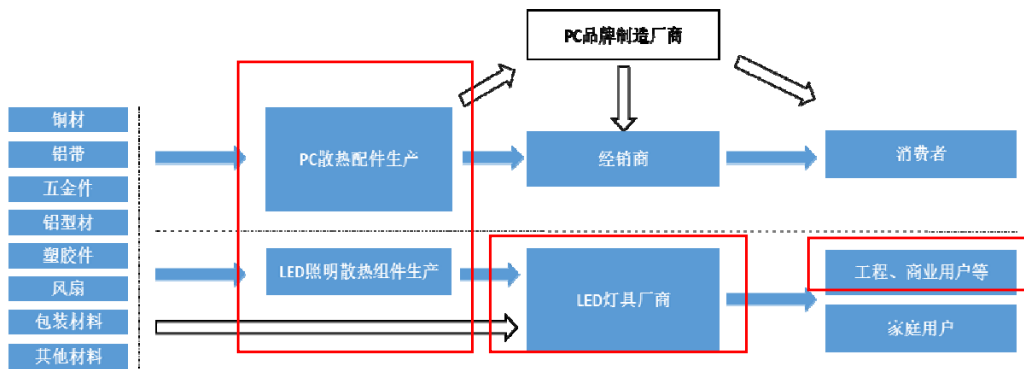 PC品牌制造厂商
铜材
铝带
五金件
铝型材
塑胶件
风扇
包装材料
其他材料
PC散热配件生产
经销商
消费者
LED照明散热组件生产
LED灯具厂商
工程、商业用户等
家庭用户